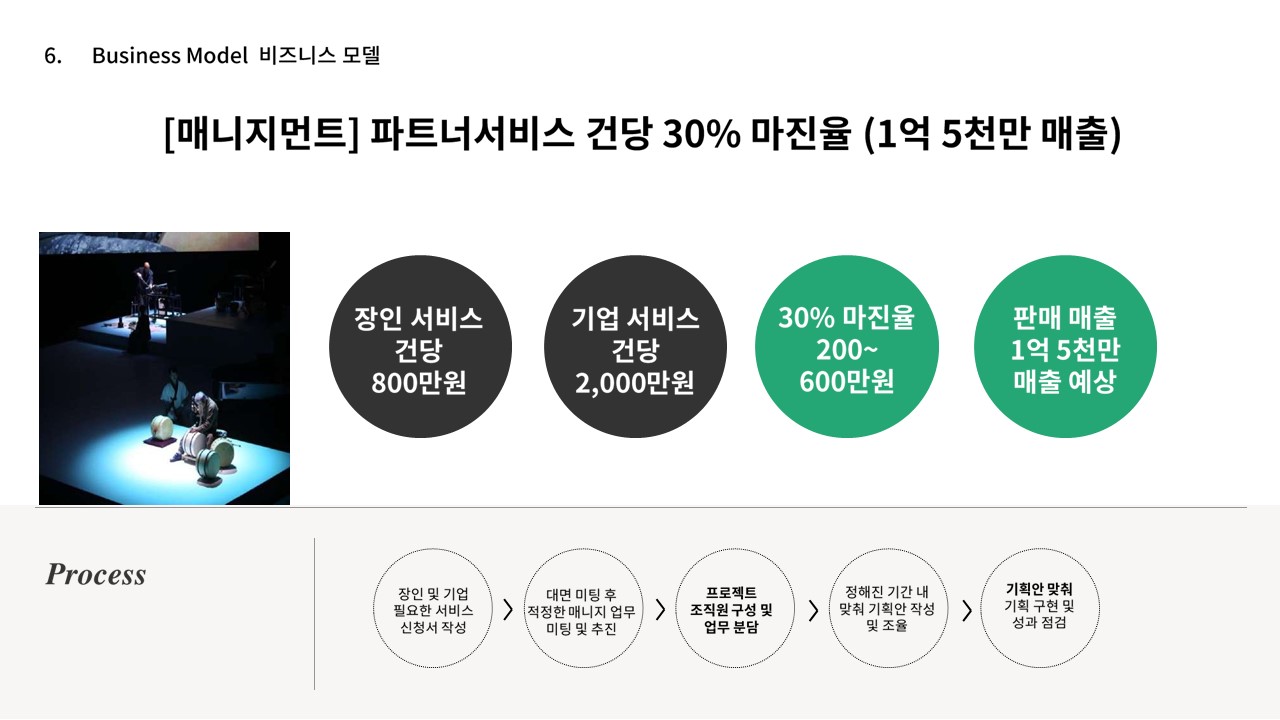 6. Business Model 비즈니스 모델
[매니지먼트] 파트너서비스 건당 30% 마진율 (1억 5천만 매출)
장인 서비스
건당
800만원
기업 서비스
건당
2,000만원
30% 마진율
200~
600만원
판매 매출
1억 5천만
매출 예상
Process
장인 및 기업
필요한 서비스
신청서 작성
대면 미팅 후
적정한 매니지 업무
미팅 및 추진
프로젝트
조직원 구성 및
업무 분담
정해진 기간 내
맞춰 기획안 작성
및 조율
기획안 맞춰
기획 구현 및
성과 점검